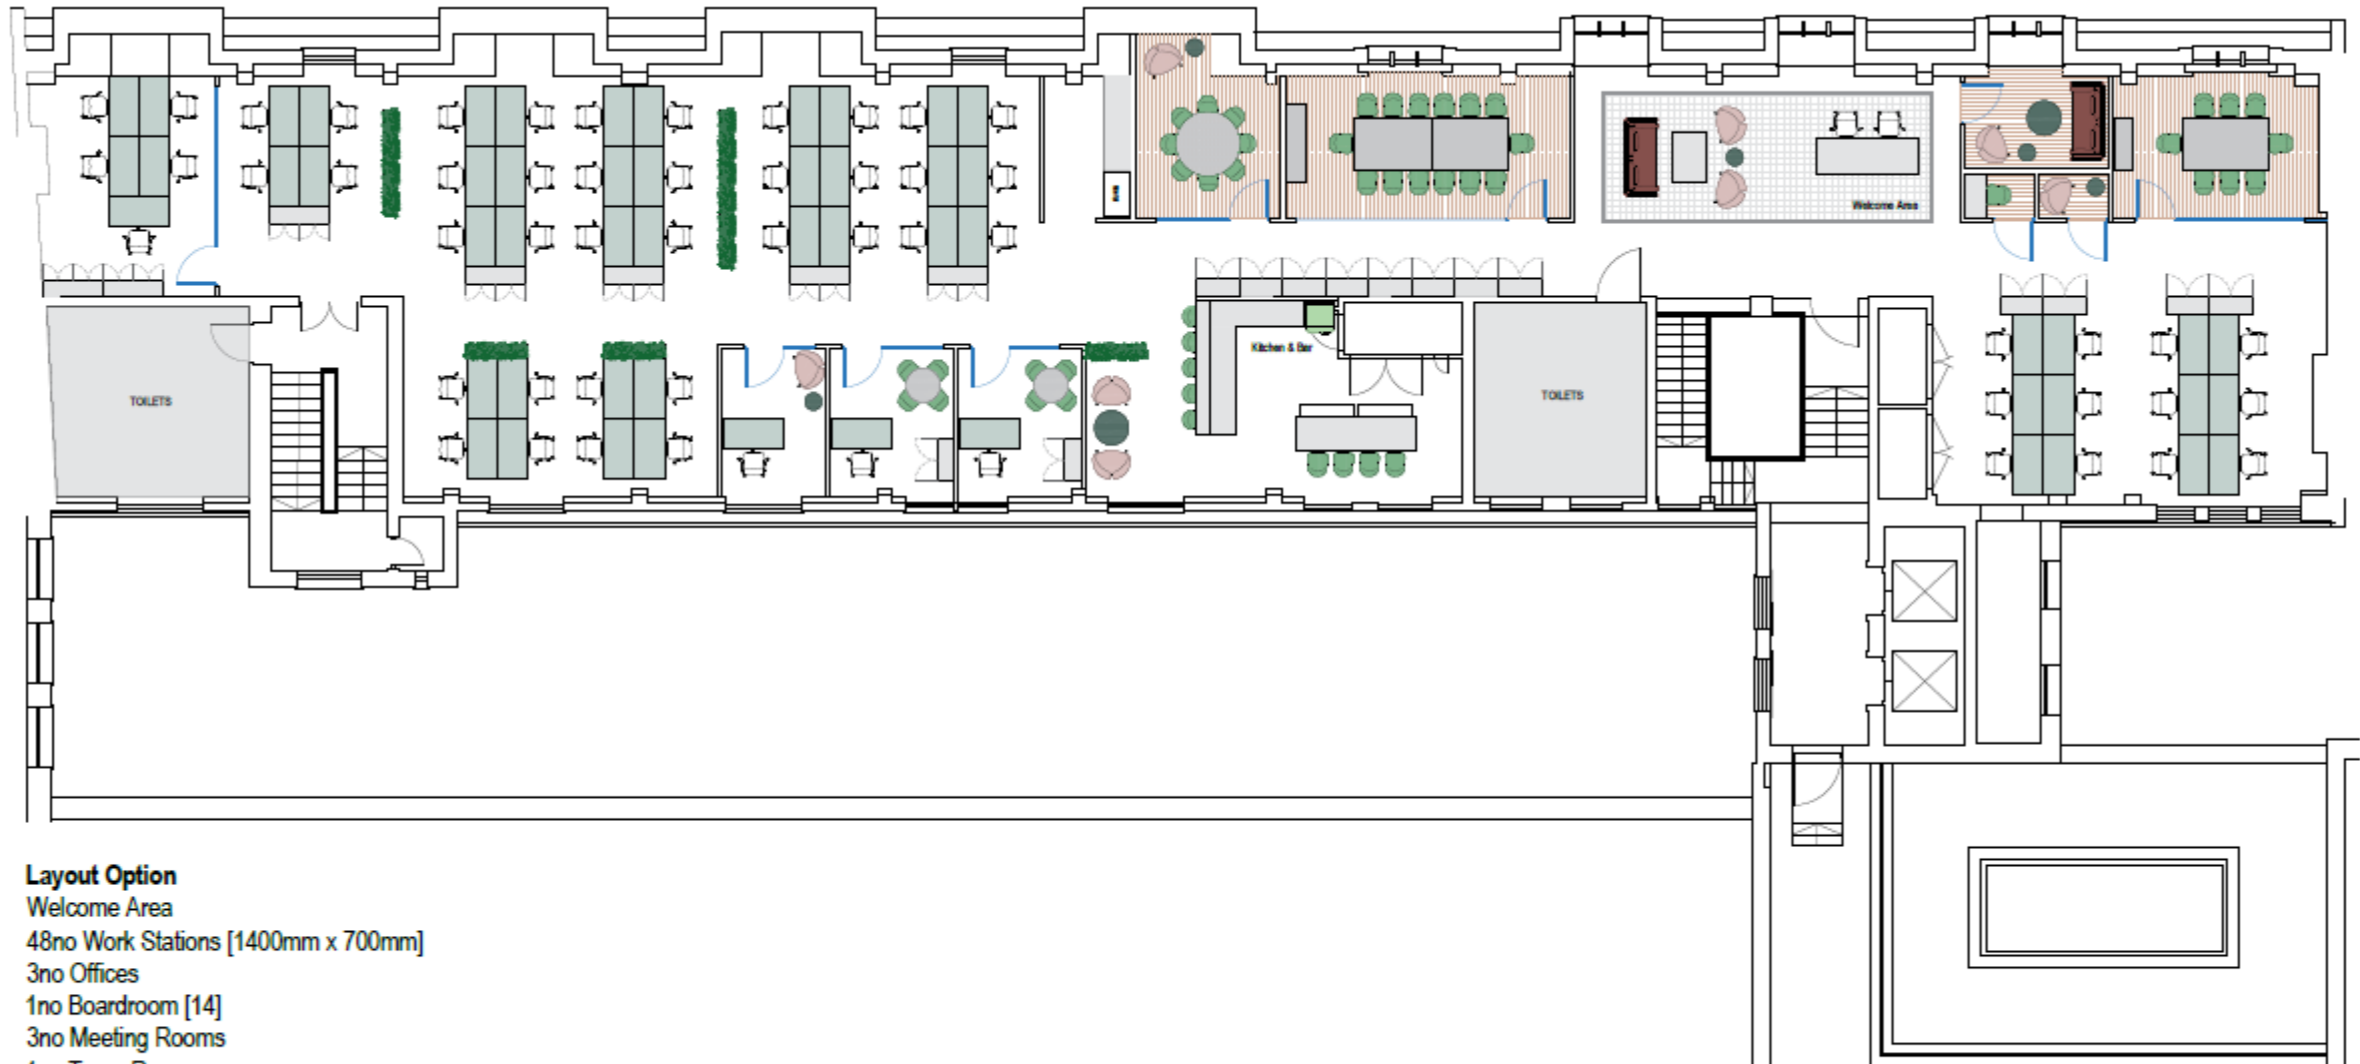 Welcome Area
Kitchen & Bar
TOILETS
TOILETS
Layout Option
Welcome Area
48no Work Stations [1400mm x 700mm]
3no Offices
1no Boardroom [14]
3no Meeting Rooms